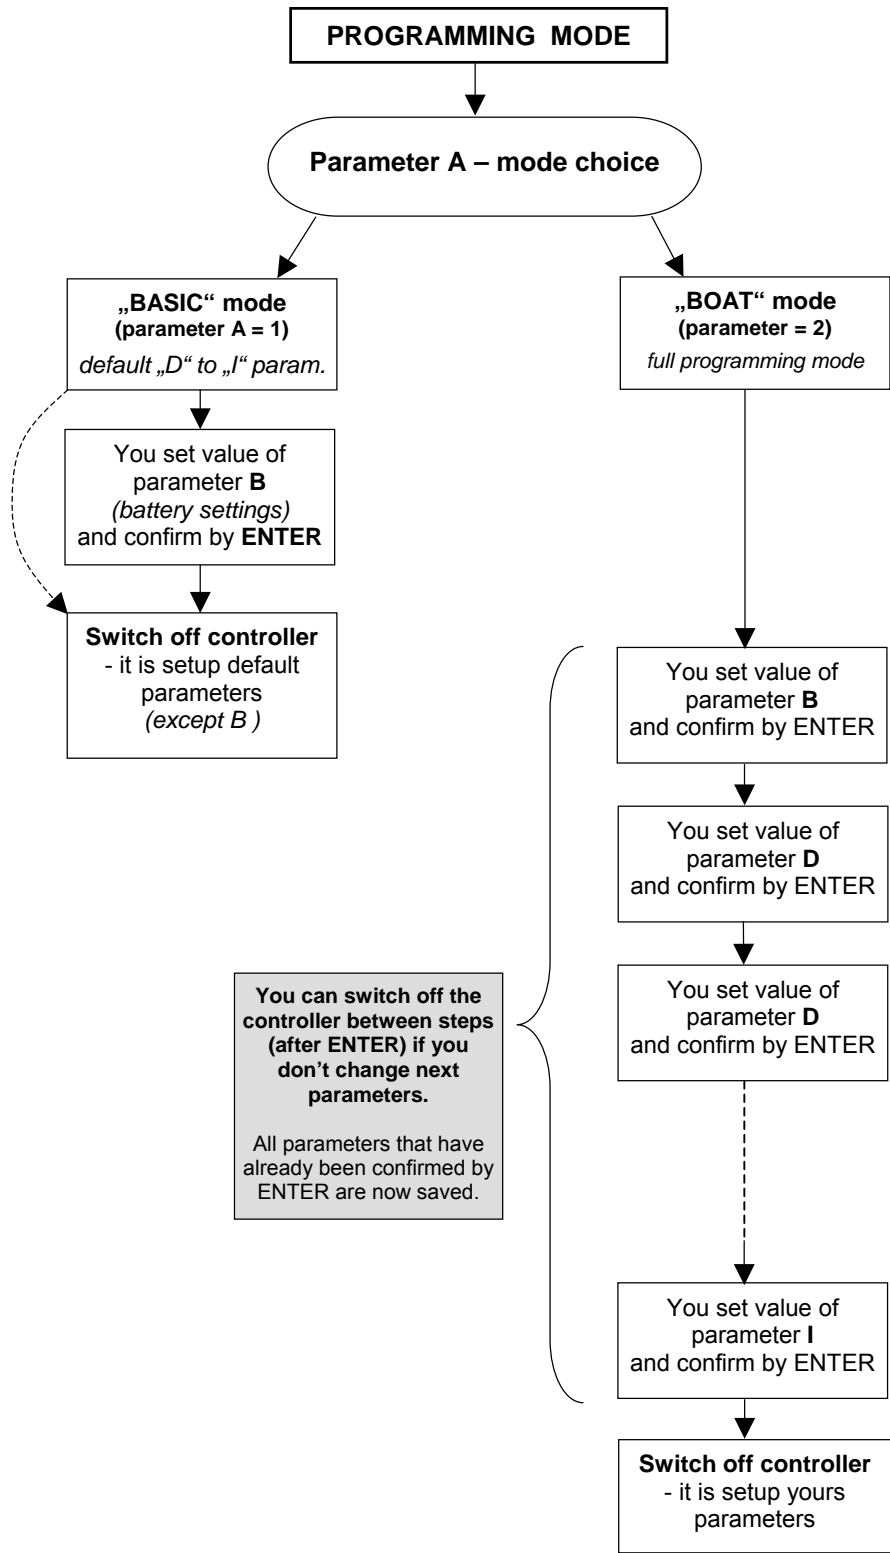 PROGRAMMING MODE
Parameter A – mode choice
„BASIC“ mode
(parameter A = 1)
default „D“ to „I“ param.
You set value of
parameter B
(battery settings)
and confirm by ENTER
Switch off controller
- it is setup default
parameters
(except B )
„BOAT“ mode
(parameter = 2)
full programming mode
You set value of
parameter B
and confirm by ENTER
You set value of
parameter D
and confirm by ENTER
You set value of
parameter D
and confirm by ENTER
You can switch off the
controller between steps
(after ENTER) if you
don’t change next
parameters.
All parameters that have
already been confirmed by
ENTER are now saved.
You set value of
parameter I
and confirm by ENTER
Switch off controller
- it is setup yours
parameters